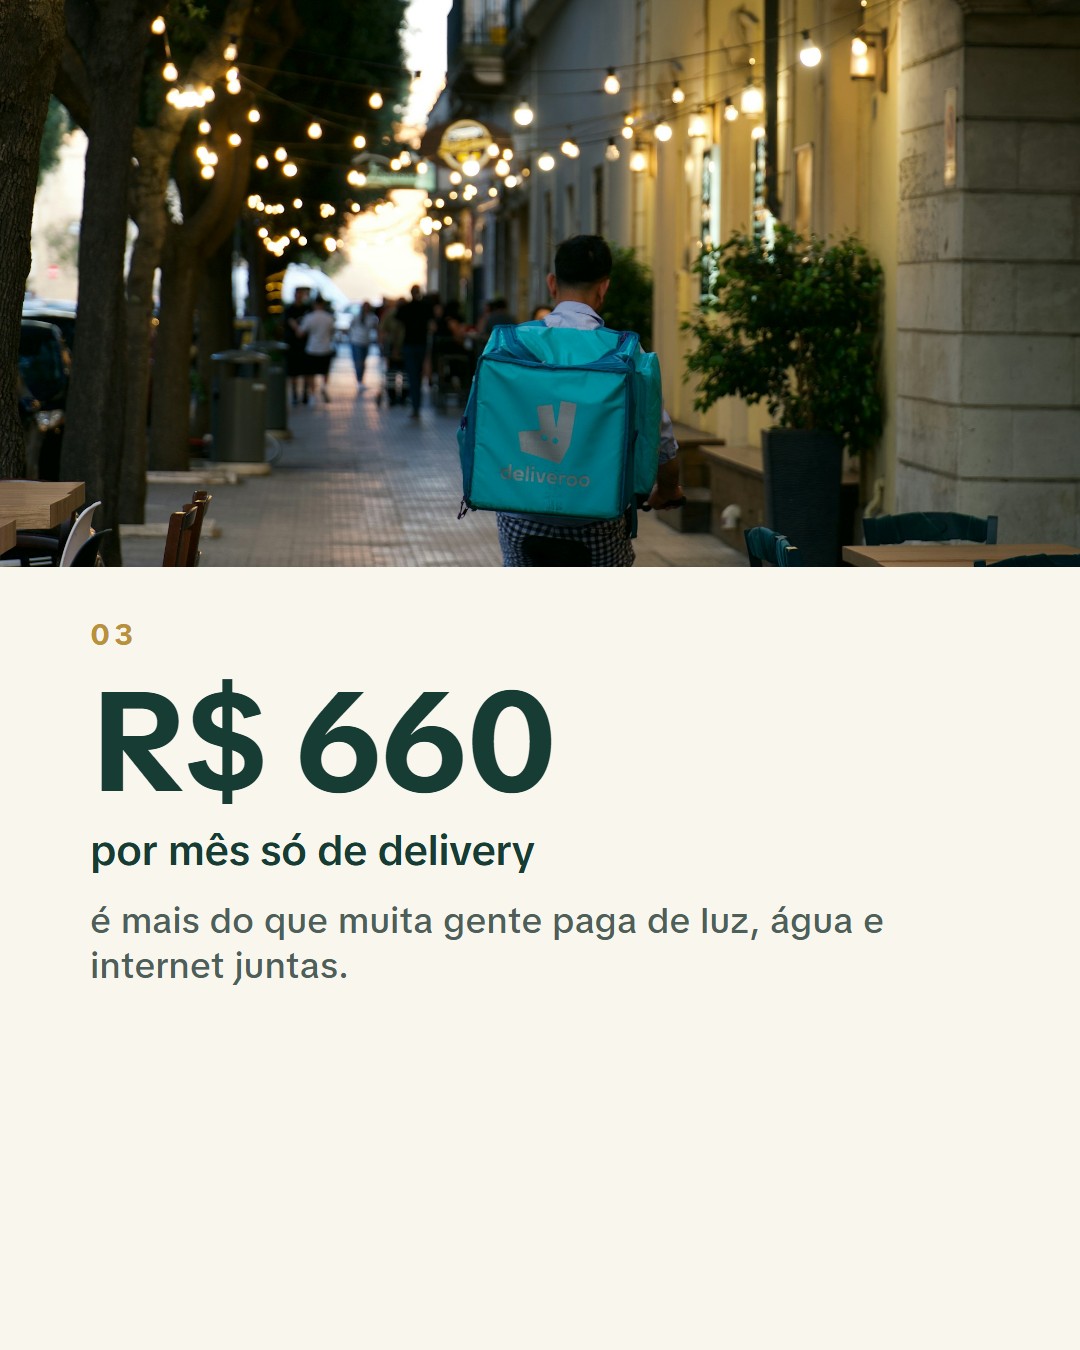 deliveroo
03
R$ 660
por mês só de delivery
é mais do que muita gente paga de luz, água e
internet juntas.